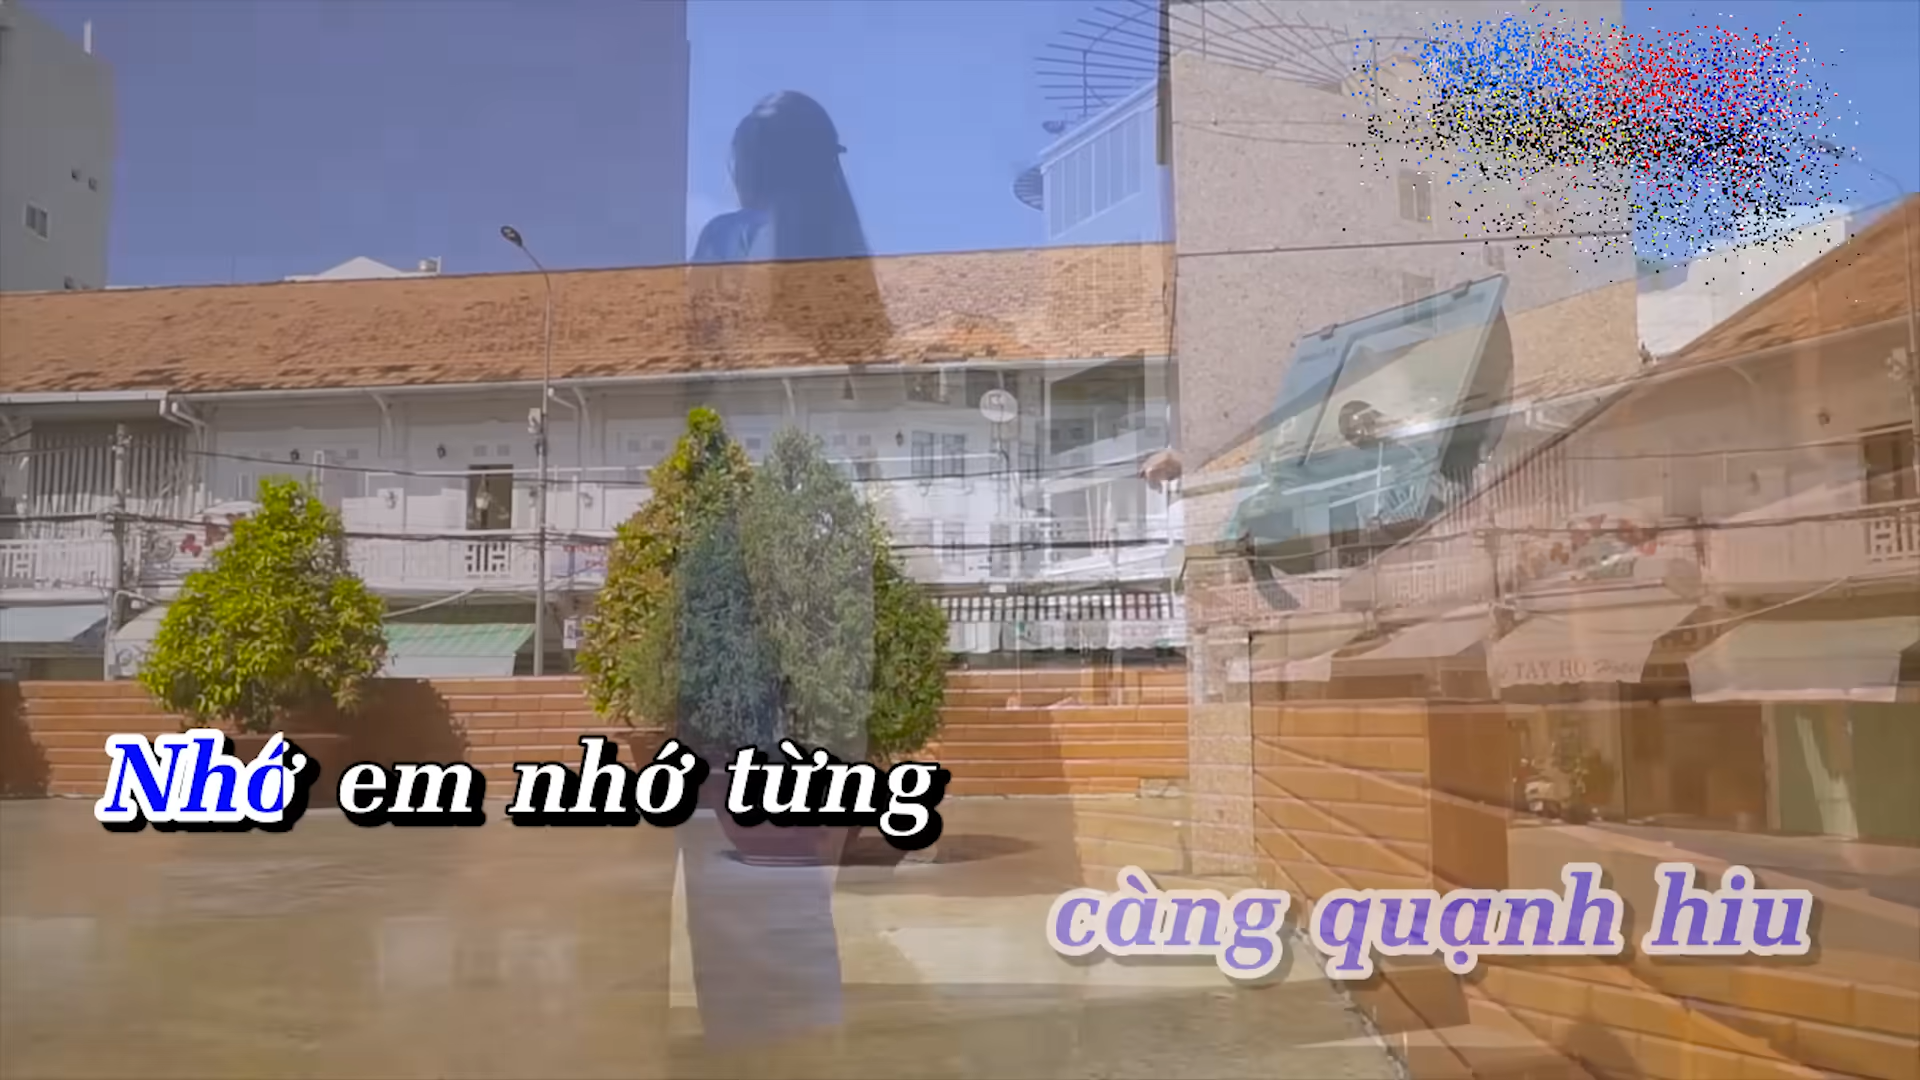 Nhớ em nhớ từng
càng quạnh hiu